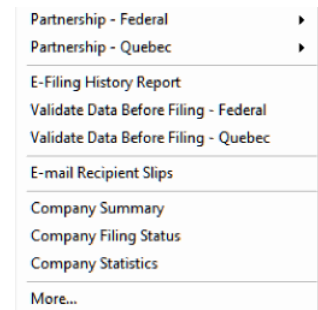 Partnership - Federal
Partnership - Quebec
E-Filing History Report
Validate Data Before Filing - Federal
Validate Data Before Filing - Quebec
E-mail Recipient Slips
Company Summary
Company Filing Status
Company Statistics
More...